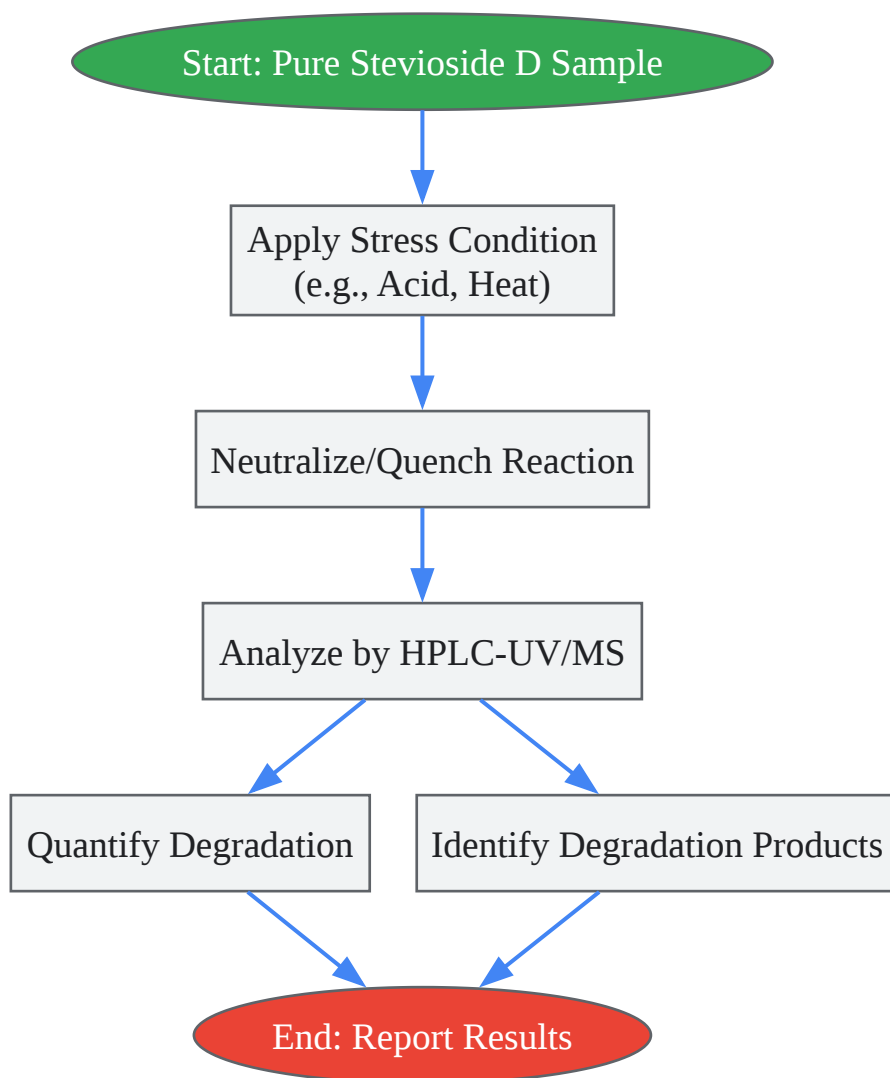 Start: Pure Stevioside D Sample
Apply Stress Condition
(e.g., Acid, Heat)
Neutralize/Quench Reaction
Analyze by HPLC-UV/MS
Quantify Degradation
Identify Degradation Products
End: Report Results